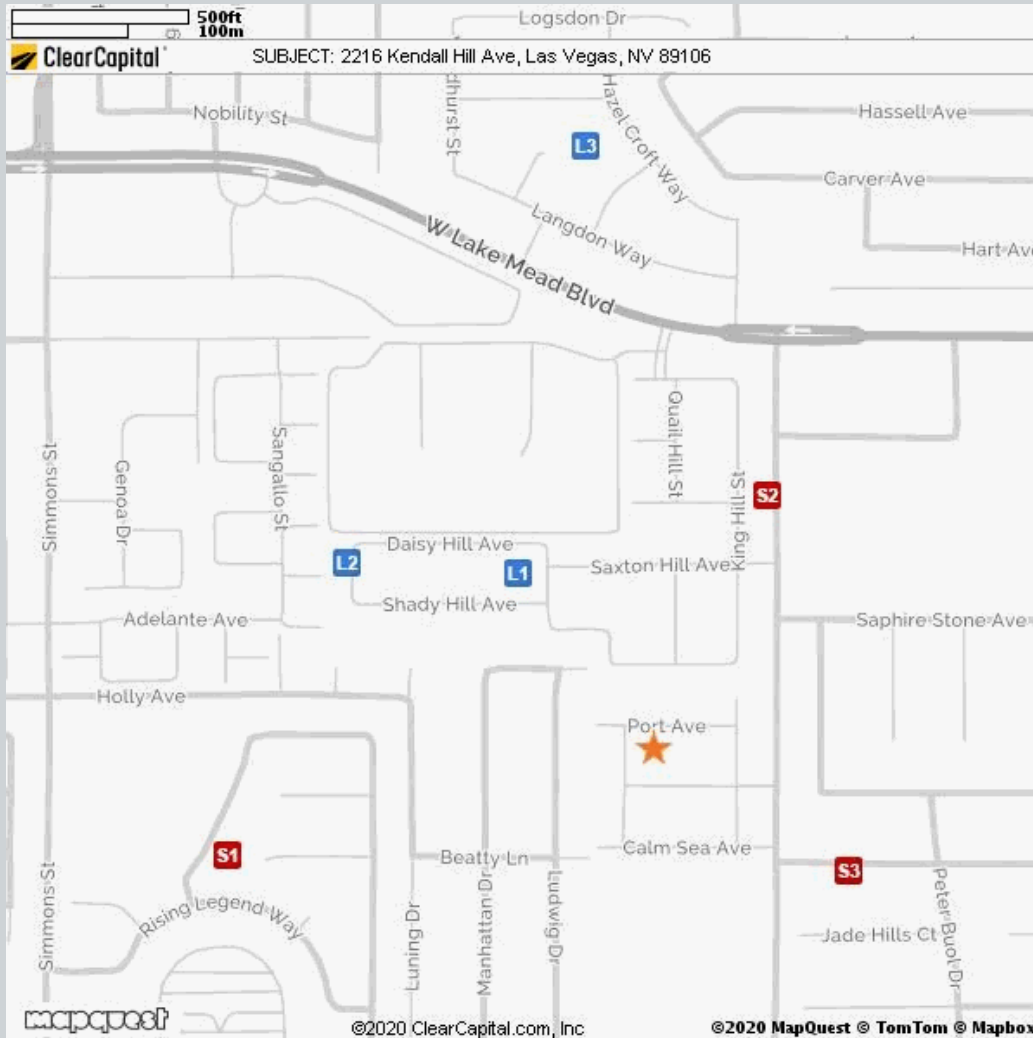 500ft
100m
Logsdon Dr
ClearCapital
SUBJECT: 2216 Kendall Hill Ave, Las Vegas, NV 89106
Nobility St
dhurst St
Hazel Croft Way
L3
Hassell Ave
Carver Ave
Langdon Way
W Lake Mead Blvd
Hart Ave
Simmons St
Genoa Dr
Sangallo St
Quail Hill St
King Hill St
S2
Daisy Hill Ave
L2
L1
Saxton Hill Ave
Shady Hill Ave
Adelante Ave
Saphire Stone Ave
Holly Ave
Port Ave
S1
Beatty Ln
Calm Sea Ave
S3
Simmons St
Rising Legend Way
Luning Dr
Manhattan Dr
Ludwig Dr
Peter Buol Dr
Jade Hills Ct
mapquest
©2020 ClearCapital.com, Inc
©2020 MapQuest © TomTom © Mapbox